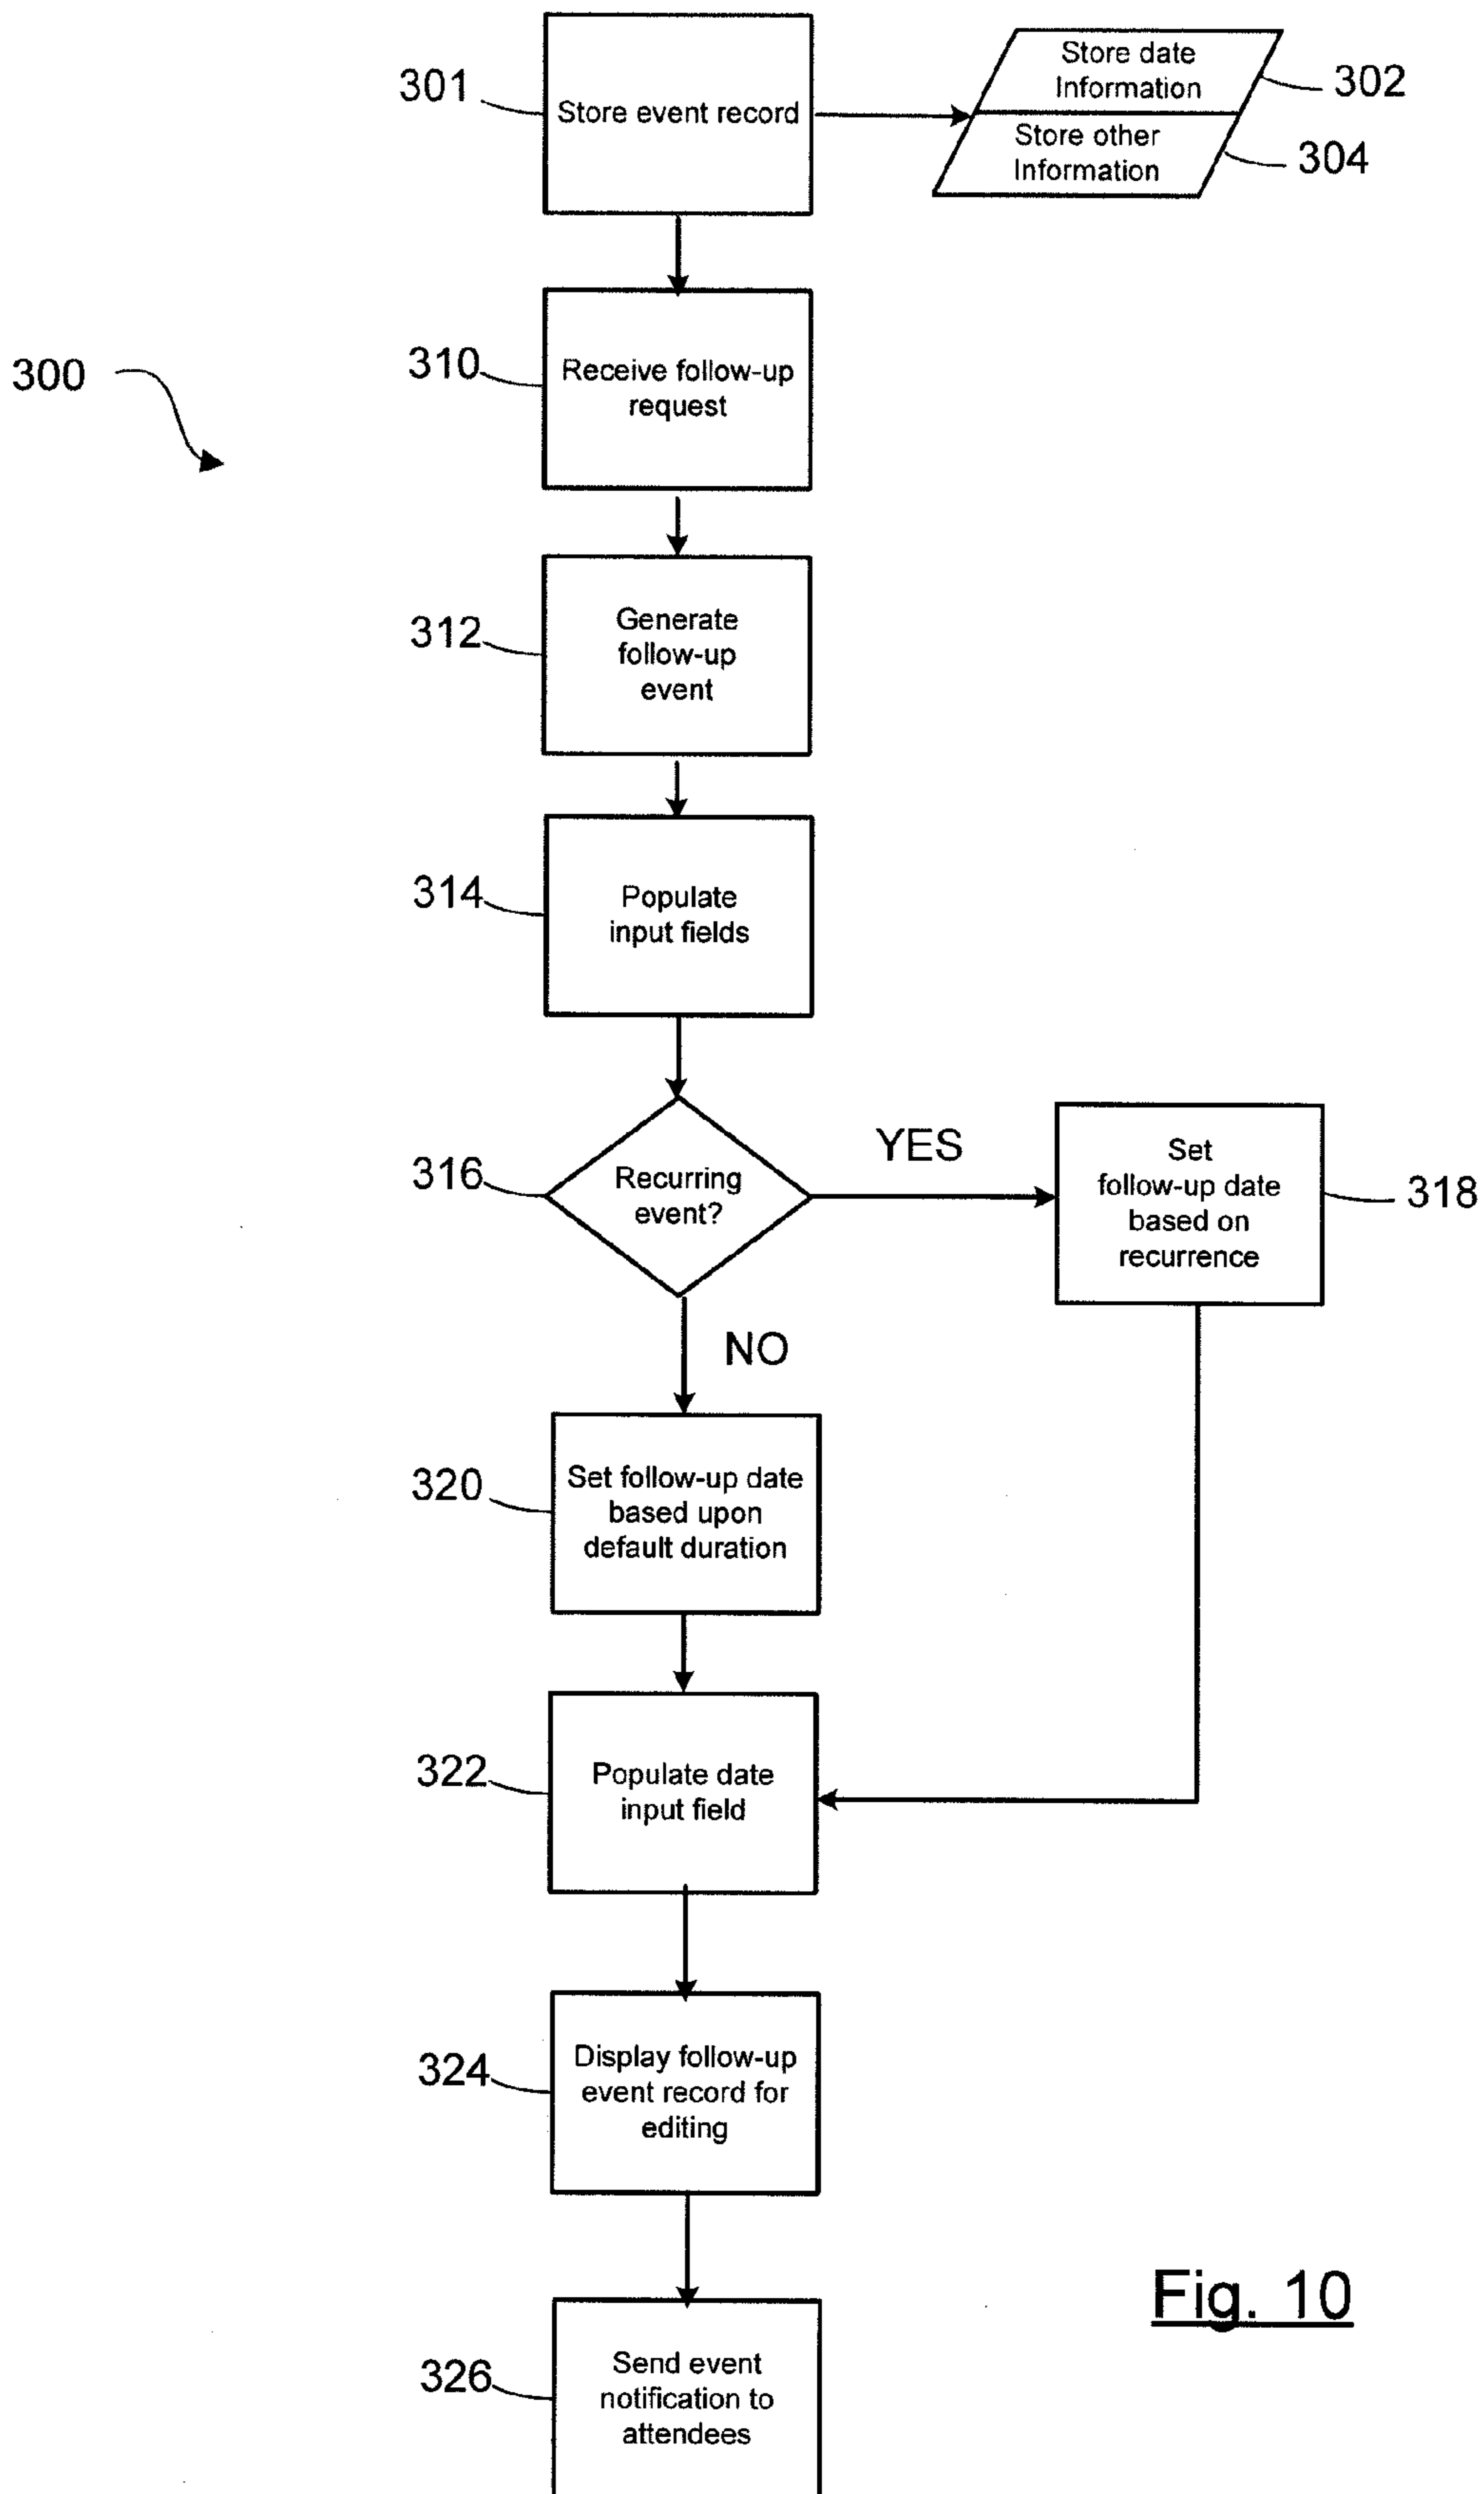 301
Store event record
Store date
Information
302
Store other
Information
304
300
310
Receive follow-up
request
312
Generate
follow-up
event
314
Populate
input fields
316
Recurring
event?
YES
Set
follow-up date
based on
recurrence
318
NO
320
Set follow-up date
based upon
default duration
322
Populate date
input field
324
Display follow-up
event record for
editing
326
Send event
notification to
attendees
Fig. 10